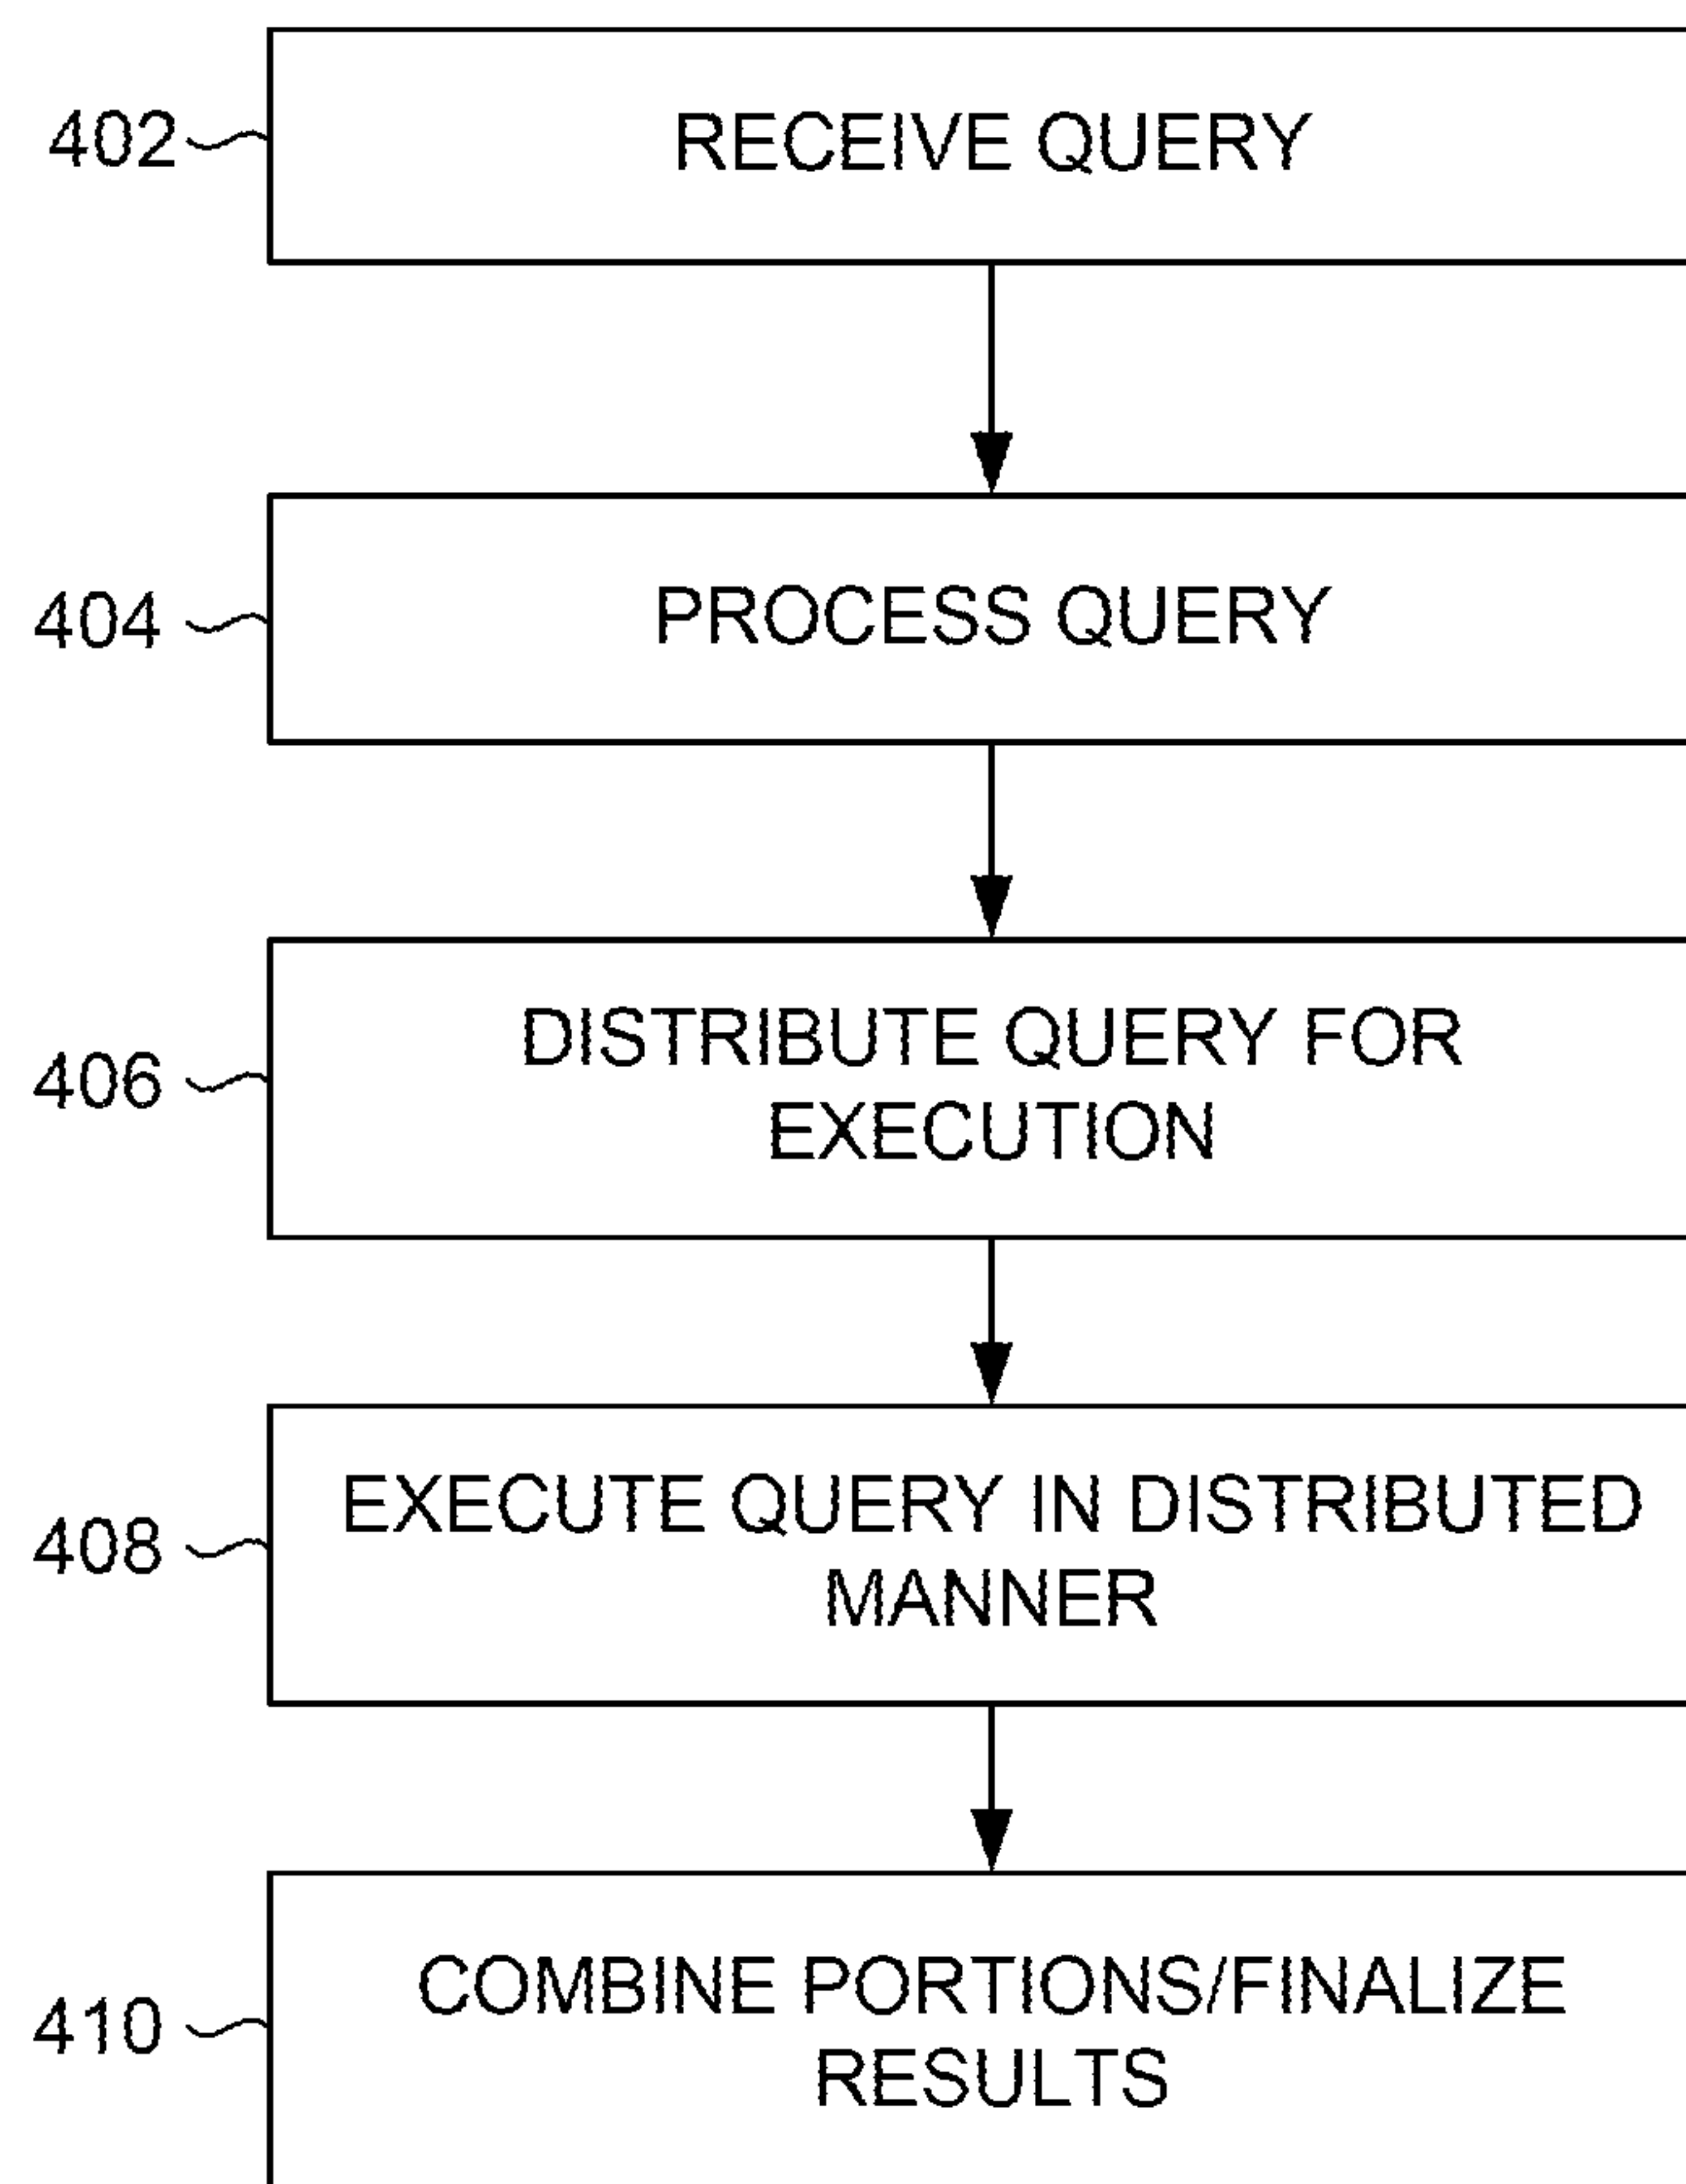 402
RECEIVE QUERY
404
PROCESS QUERY
406
DISTRIBUTE QUERY FOR
EXECUTION
408
EXECUTE QUERY IN DISTRIBUTED
MANNER
410
COMBINE PORTIONS/FINALIZE
RESULTS